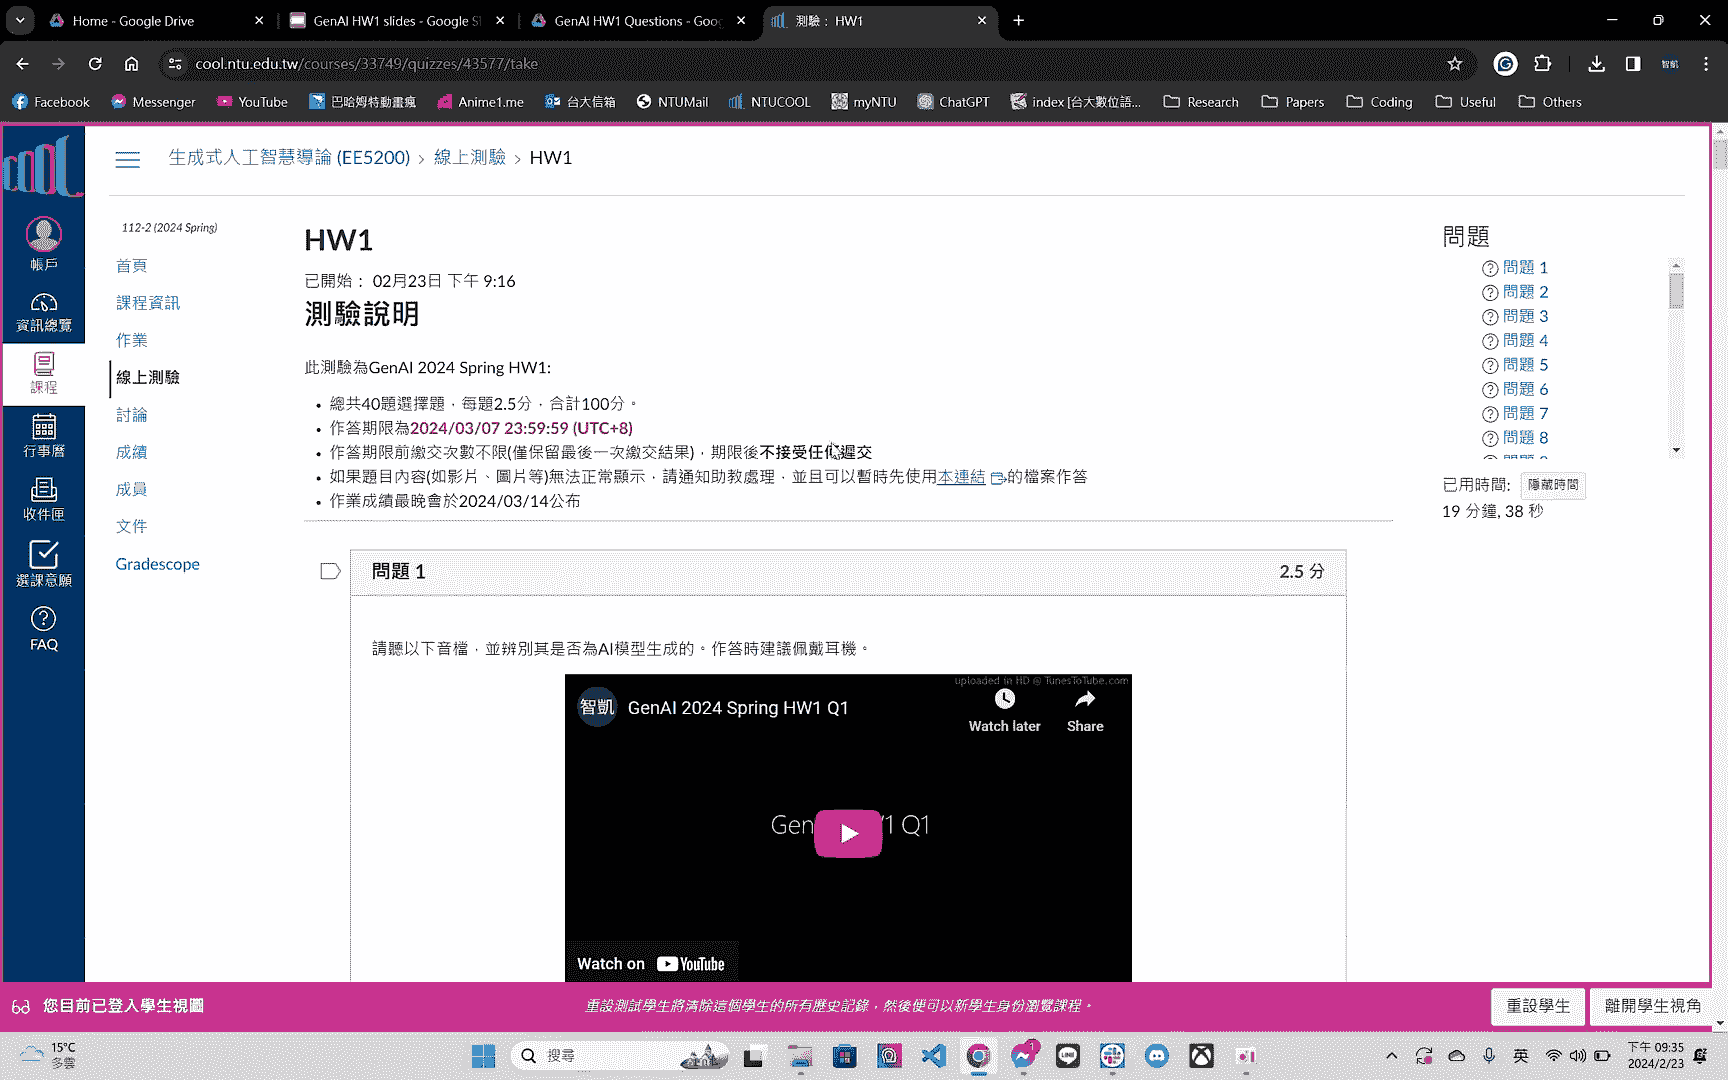 Home - Google Drive
GenAI HW1 slides - Google Sl
GenAI HW1 Questions - Goo
測驗： HW1
cool.ntu.edu.tw/courses/33749/quizzes/43577/take
Facebook
Messenger
YouTube
巴哈姆特動畫瘋
Anime1.me
台大信箱
NTUMail
NTUCOOL
myNTU
ChatGPT
index [台大數位語...
Research
Papers
Coding
Useful
Others
生成式人工智慧導論 (EE5200) › 線上測驗 › HW1
帳戶
資訊總覽
課程
行事曆
收件匣
選課意願
FAQ
112-2 (2024 Spring)
首頁
課程資訊
作業
線上測驗
討論
成績
成員
文件
Gradescope
HW1
已開始： 02月23日 下午 9:16
測驗說明
此測驗為GenAI 2024 Spring HW1:
總共40題選擇題，每題2.5分，合計100分。
作答期限為2024/03/07 23:59:59 (UTC+8)
作答期限前繳交次數不限(僅保留最後一次繳交結果)，期限後不接受任何遲交
如果題目內容(如影片、圖片等)無法正常顯示，請通知助教處理，並且可以暫時先使用本連結的檔案作答
作業成績最晚會於2024/03/14公布
問題 1
2.5 分
請聽以下音檔，並辨別其是否為AI模型生成的。作答時建議佩戴耳機。
uploaded in HD @ TunesToTube.com
智凱
GenAI 2024 Spring HW1 Q1
Watch later
Share
Watch on YouTube
問題
問題 1
問題 2
問題 3
問題 4
問題 5
問題 6
問題 7
問題 8
已用時間:
隱藏時間
19 分鐘, 38 秒
您目前已登入學生視圖
重設測試學生將清除這個學生的所有歷史記錄，然後便可以新學生身份瀏覽課程。
重設學生
離開學生視角
15°C
多雲
搜尋
英
下午 09:35
2024/2/23